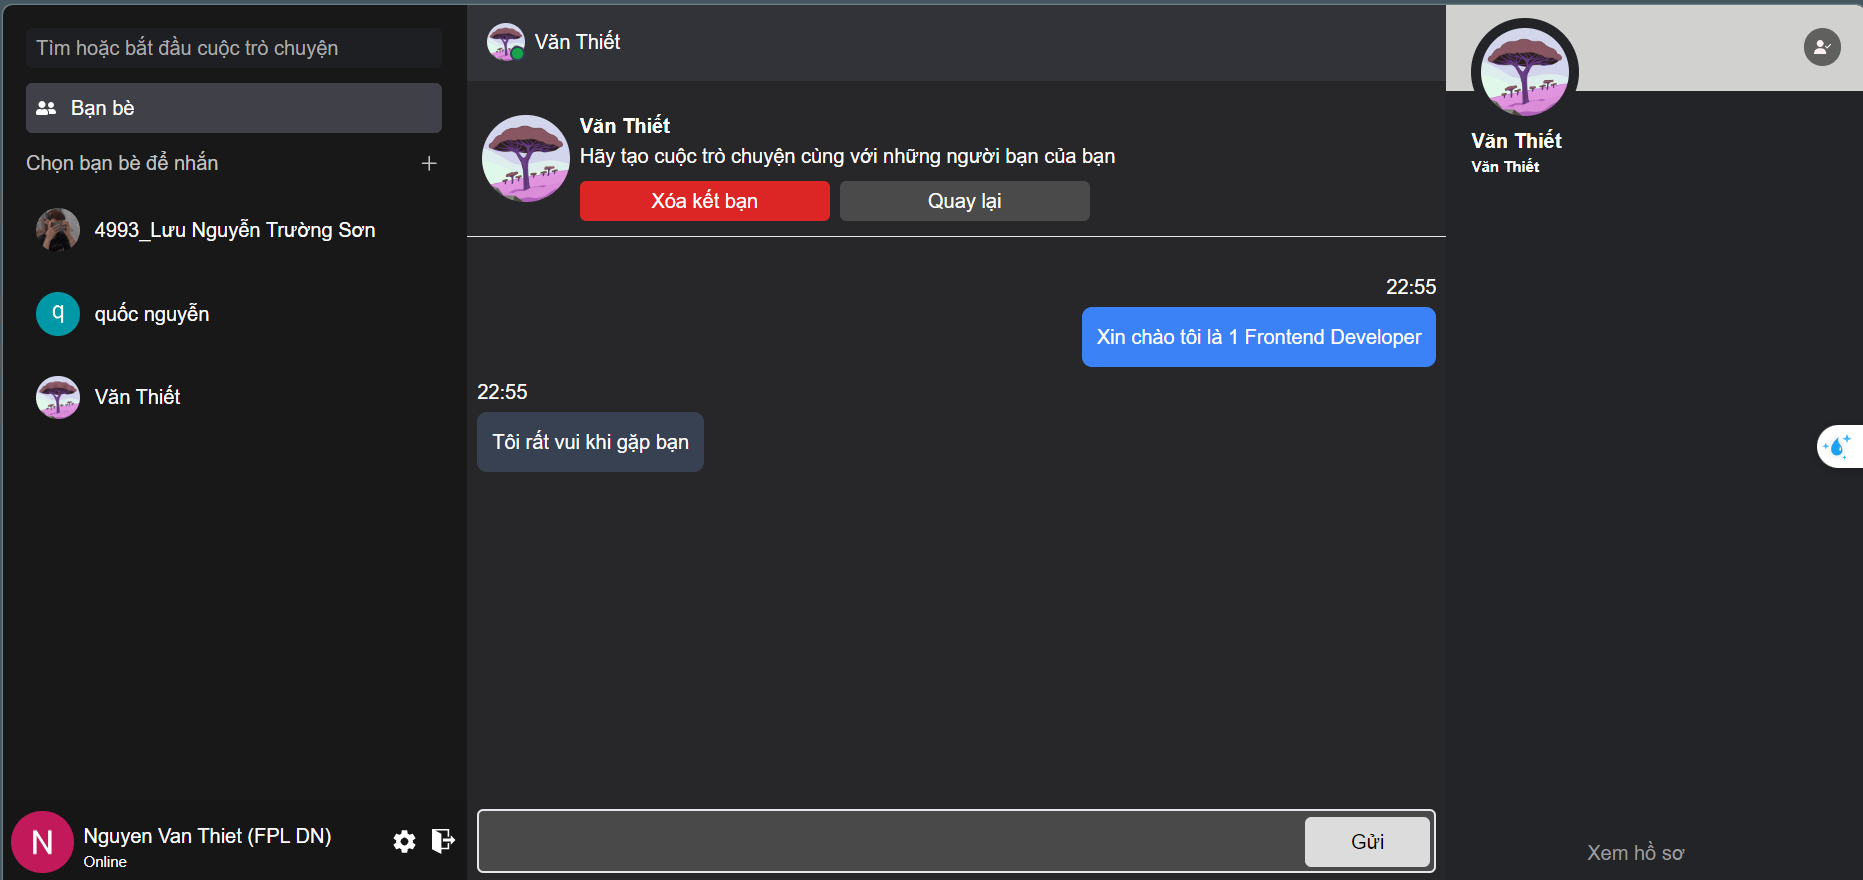 Tìm hoặc bắt đầu cuộc trò chuyện
Bạn bè
Chọn bạn bè để nhắn
4993_Lưu Nguyễn Trường Sơn
q
quốc nguyễn
Văn Thiết
N
Nguyen Van Thiet (FPL DN)
Online
Văn Thiết
Văn Thiết
Hãy tạo cuộc trò chuyện cùng với những người bạn của bạn
Xóa kết bạn
Quay lại
22:55
Xin chào tôi là 1 Frontend Developer
22:55
Tôi rất vui khi gặp bạn
Gửi
Văn Thiết
Văn Thiết
Xem hồ sơ